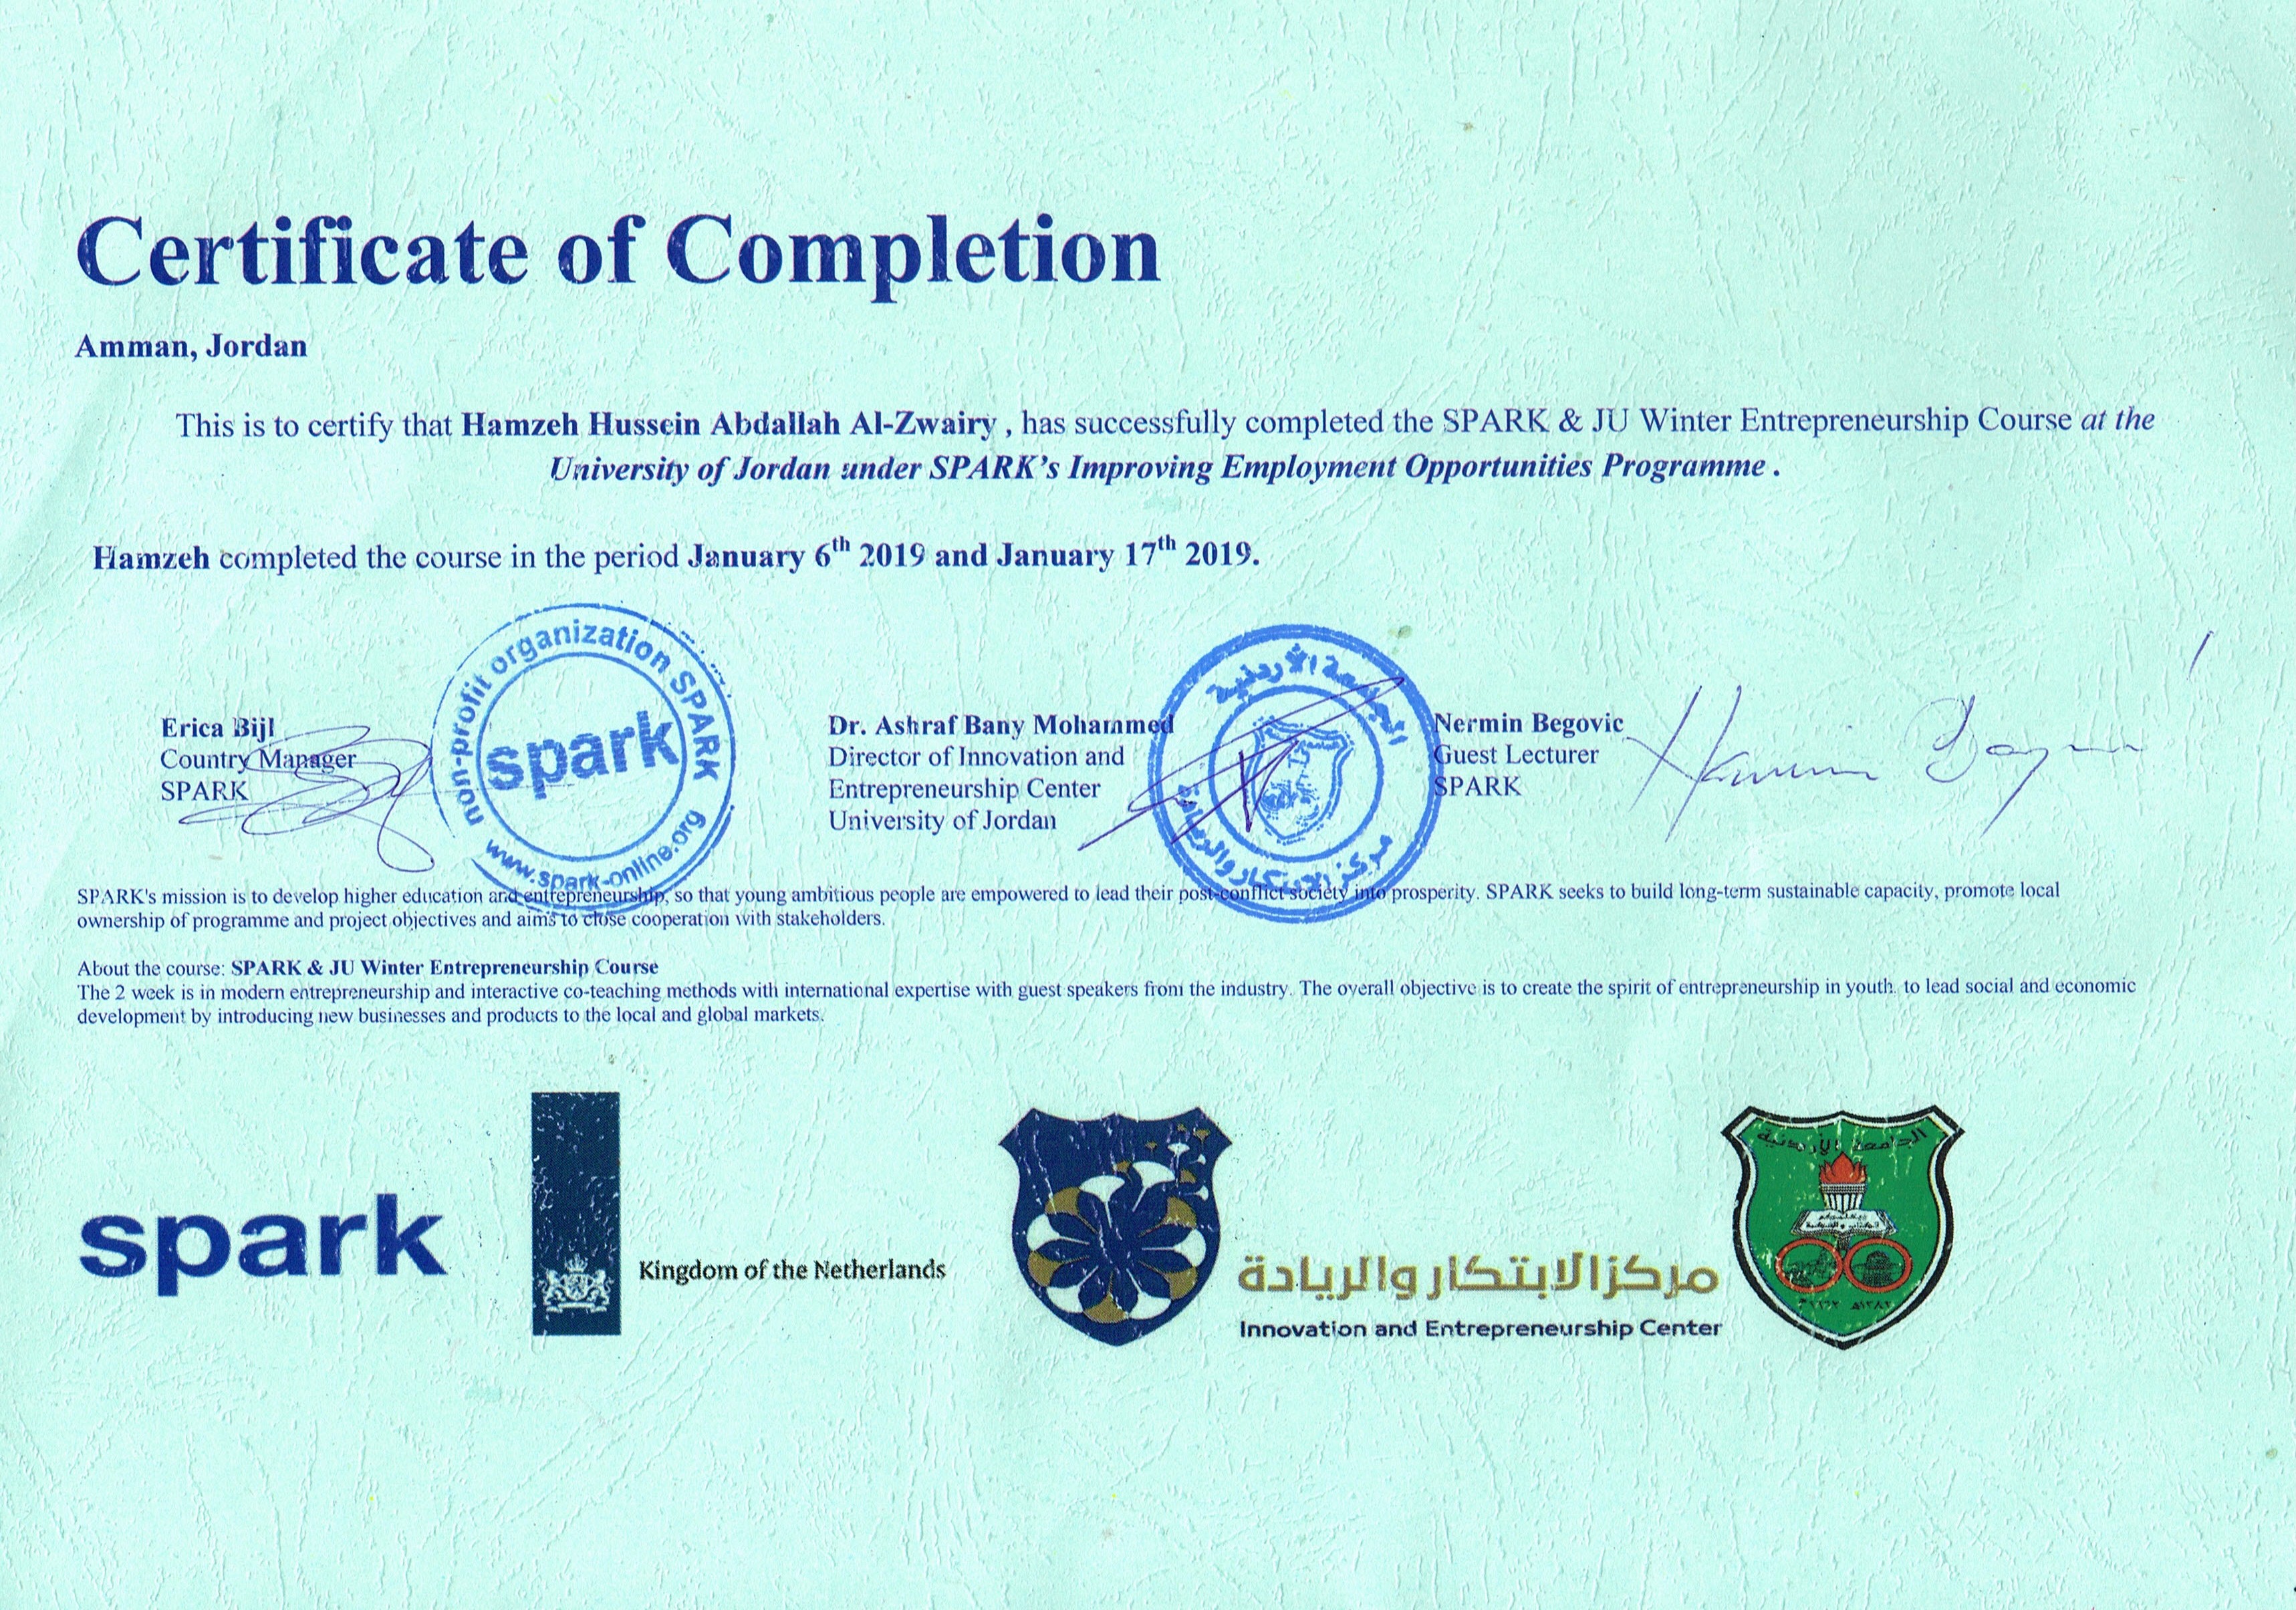 Certificate of Completion
Amman, Jordan
This is to certify that Hamzeh Hussein Abdallah Al-Zwairy , has successfully completed the SPARK & JU Winter Entrepreneurship Course at the
University of Jordan under SPARK's Improving Employment Opportunities Programme .
Hamzeh completed the course in the period January 6th 2019 and January 17th 2019.
Erica Bijl
Country Manager
SPARK
non-profit organization SPARK
spark
www.spark-online.org
Dr. Ashraf Bany Mohammed
Director of Innovation and
Entrepreneurship Center
University of Jordan
الجامعة الأردنية
مركز الابتكار والريادة
Nermin Begovic
Guest Lecturer
SPARK
SPARK's mission is to develop higher education and entrepreneurship, so that young ambitious people are empowered to lead their post-conflict society into prosperity. SPARK seeks to build long-term sustainable capacity, promote local
ownership of programme and project objectives and aims to close cooperation with stakeholders.
About the course: SPARK & JU Winter Entrepreneurship Course
The 2 week is in modern entrepreneurship and interactive co-teaching methods with international expertise with guest speakers from the industry. The overall objective is to create the spirit of entrepreneurship in youth. to lead social and economic
development by introducing new businesses and products to the local and global markets.
spark
Kingdom of the Netherlands
مركز الابتكار والريادة
Innovation and Entrepreneurship Center
الجامعة الأردنية